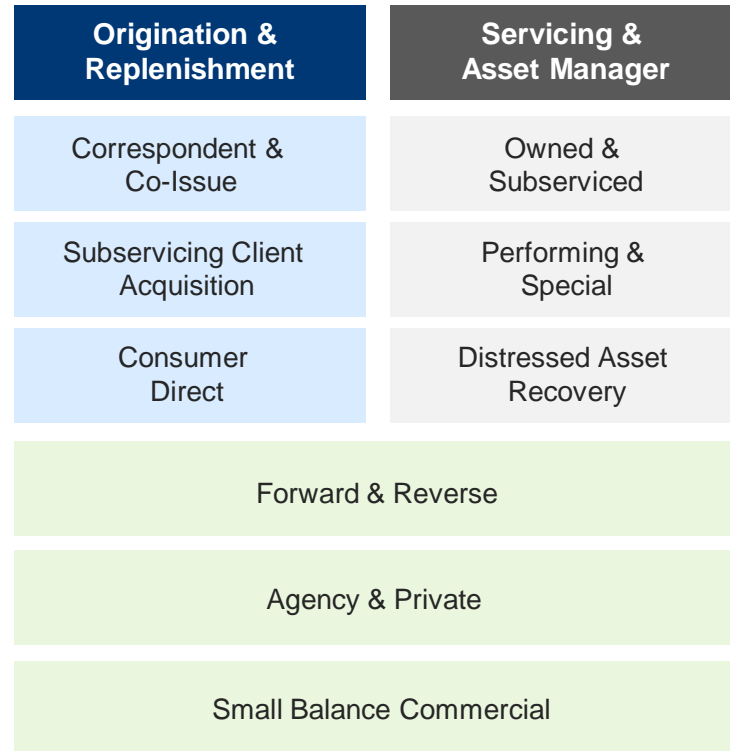 Origination &
Replenishment
Servicing &
Asset Manager
Correspondent &
Co-Issue
Owned &
Subserviced
Subservicing Client
Acquisition
Performing &
Special
Consumer
Direct
Distressed Asset
Recovery
Forward & Reverse
Agency & Private
Small Balance Commercial